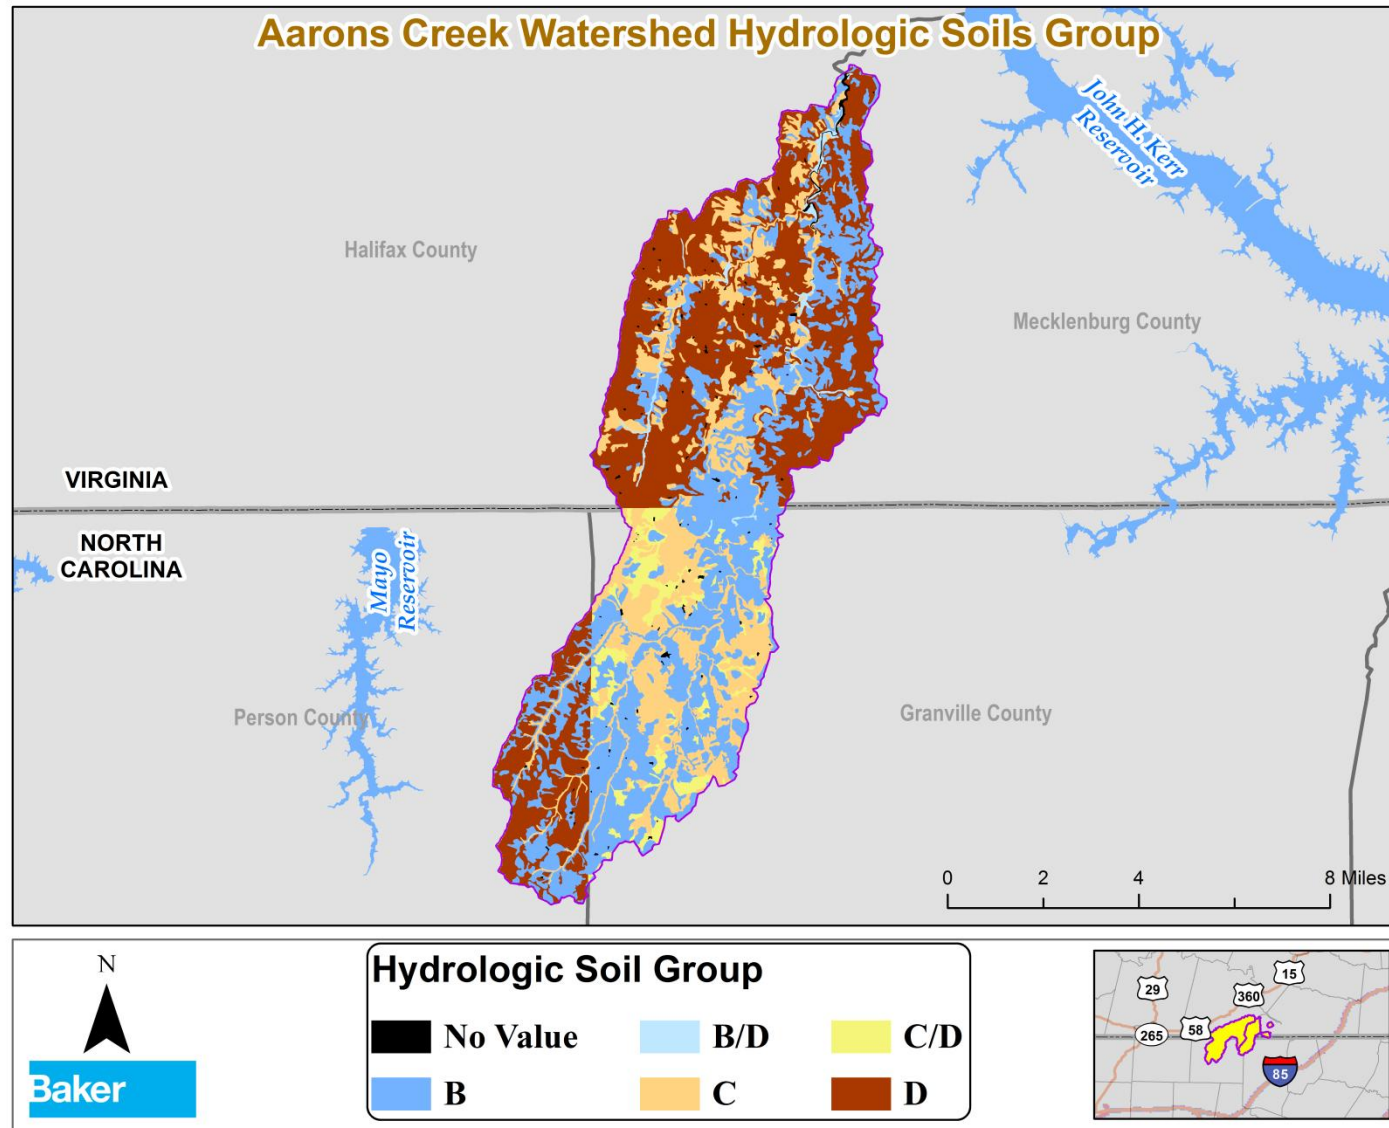 Aarons Creek Watershed Hydrologic Soils Group
John H. Kerr
Reservoir
Halifax County
Mecklenburg County
VIRGINIA
NORTH
CAROLINA
Mayo
Reservoir
Person County
Granville County
0 2 4 8 Miles
N
Baker
Hydrologic Soil Group
No Value
B/D
C/D
B
C
D
29
15
360
58
265
85